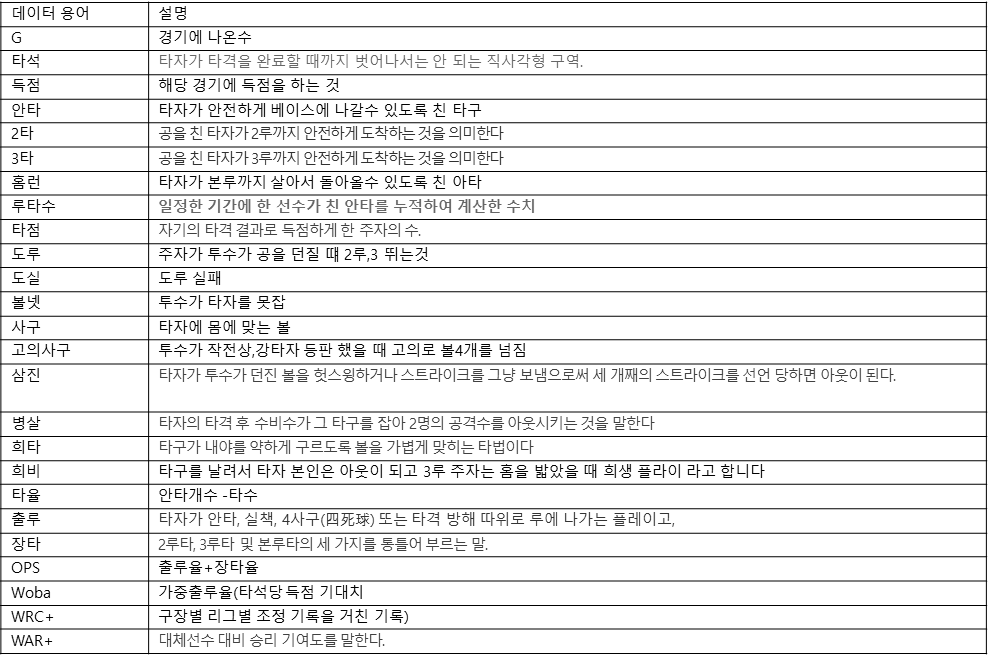 데이터 용어 설명
G 경기에 나온수
타석 타자가 타격을 완료할 때까지 벗어나서는 안 되는 직사각형 구역.
득점 해당 경기에 득점을 하는 것
안타 타자가 안전하게 베이스에 나갈수 있도록 친 타구
2타 공을 친 타자가 2루까지 안전하게 도착하는 것을 의미한다
3타 공을 친 타자가 3루까지 안전하게 도착하는 것을 의미한다
홈런 타자가 본루까지 살아서 돌아올수 있도록 친 아타
루타수 일정한 기간에 한 선수가 친 안타를 누적하여 계산한 수치
타점 자기의 타격 결과로 득점하게 한 주자의 수.
도루 주자가 투수가 공을 던질 떄 2루,3 뛰는것
도실 도루 실패
볼넷 투수가 타자를 못잡
사구 타자에 몸에 맞는 볼
고의사구 투수가 작전상,강타자 등판 했을 때 고의로 볼4개를 넘짐
삼진 타자가 투수가 던진 볼을 헛스윙하거나 스트라이크를 그냥 보냄으로써 세 개째의 스트라이크를 선언 당하면 아웃이 된다.
병살 타자의 타격 후 수비수가 그 타구를 잡아 2명의 공격수를 아웃시키는 것을 말한다
희타 타구가 내야를 약하게 구르도록 볼을 가볍게 맞히는 타법이다
희비 타구를 날려서 타자 본인은 아웃이 되고 3루 주자는 홈을 밟았을 때 희생 플라이 라고 합니다
타율 안타개수 -타수
출루 타자가 안타, 실책, 4사구(四死球) 또는 타격 방해 따위로 루에 나가는 플레이고,
장타 2루타, 3루타 및 본루타의 세 가지를 통틀어 부르는 말.
OPS 출루율+장타율
Woba 가중출루율(타석당 득점 기대치
WRC+ 구장별 리그별 조정 기록을 거친 기록)
WAR+ 대체선수 대비 승리 기여도를 말한다.